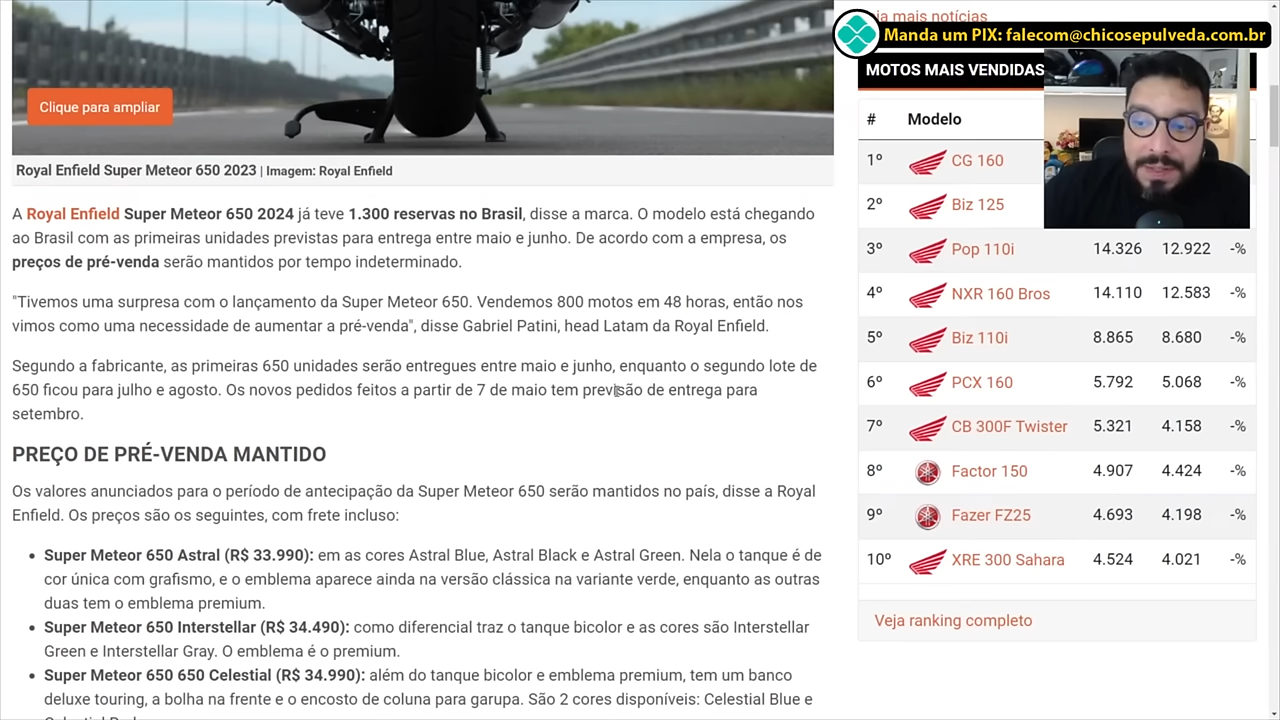 Clique para ampliar
Royal Enfield Super Meteor 650 2023 | Imagem: Royal Enfield
A Royal Enfield Super Meteor 650 2024 já teve 1.300 reservas no Brasil, disse a marca. O modelo está chegando
ao Brasil com as primeiras unidades previstas para entrega entre maio e junho. De acordo com a empresa, os
preços de pré-venda serão mantidos por tempo indeterminado.
"Tivemos uma surpresa com o lançamento da Super Meteor 650. Vendemos 800 motos em 48 horas, então nos
vimos como uma necessidade de aumentar a pré-venda", disse Gabriel Patini, head Latam da Royal Enfield.
Segundo a fabricante, as primeiras 650 unidades serão entregues entre maio e junho, enquanto o segundo lote de
650 ficou para julho e agosto. Os novos pedidos feitos a partir de 7 de maio tem previsão de entrega para
setembro.
PREÇO DE PRÉ-VENDA MANTIDO
Os valores anunciados para o período de antecipação da Super Meteor 650 serão mantidos no país, disse a Royal
Enfield. Os preços são os seguintes, com frete incluso:
• Super Meteor 650 Astral (R$ 33.990): em as cores Astral Blue, Astral Black e Astral Green. Nela o tanque é de
cor única com grafismo, e o emblema aparece ainda na versão clássica na variante verde, enquanto as outras
duas tem o emblema premium.
• Super Meteor 650 Interstellar (R$ 34.490): como diferencial traz o tanque bicolor e as cores são Interstellar
Green e Interstellar Gray. O emblema é o premium.
• Super Meteor 650 650 Celestial (R$ 34.990): além do tanque bicolor e emblema premium, tem um banco
deluxe touring, a bolha na frente e o encosto de coluna para garupa. São 2 cores disponíveis: Celestial Blue e
mais notícias
Manda um PIX: falecom@chicosepulveda.com.br
MOTOS MAIS VENDIDAS
# Modelo
1º CG 160
2º Biz 125
3º Pop 110i 14.326 12.922 -%
4º NXR 160 Bros 14.110 12.583 -%
5º Biz 110i 8.865 8.680 -%
6º PCX 160 5.792 5.068 -%
7º CB 300F Twister 5.321 4.158 -%
8º Factor 150 4.907 4.424 -%
9º Fazer FZ25 4.693 4.198 -%
10º XRE 300 Sahara 4.524 4.021 -%
Veja ranking completo